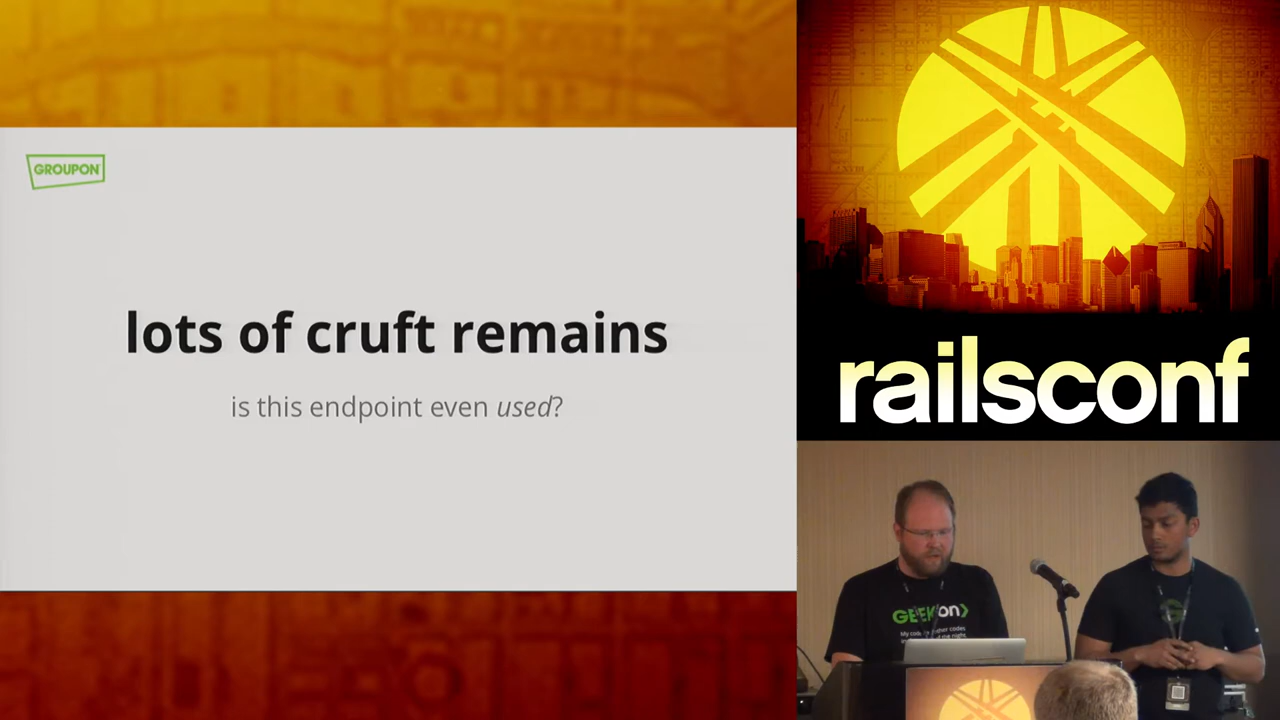 GROUPON
lots of cruft remains
is this endpoint even used?
railsconf
GEEKon